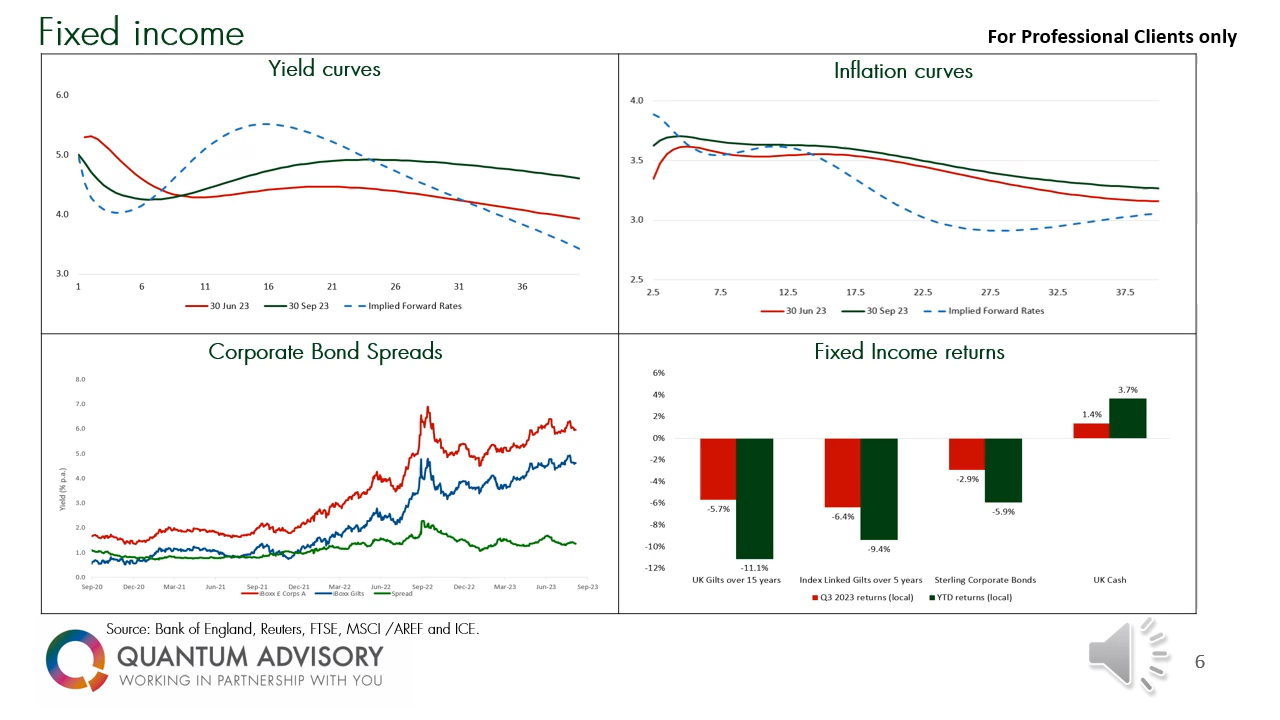 Fixed income
For Professional Clients only
Yield curves
6.0
5.0
4.0
3.0
1 6 11 16 21 26 31 36
30 Jun 23 30 Sep 23 Implied Forward Rates
Inflation curves
4.0
3.5
3.0
2.5
2.5 7.5 12.5 17.5 22.5 27.5 32.5 37.5
30 Jun 23 30 Sep 23 Implied Forward Rates
Corporate Bond Spreads
Yield (% p.a.)
8.0
7.0
6.0
5.0
4.0
3.0
2.0
1.0
0.0
Sep-20 Dec-20 Mar-21 Jun-21 Sep-21 Dec-21 Mar-22 Jun-22 Sep-22 Dec-22 Mar-23 Jun-23 Sep-23
iBoxx £ Corps A iBoxx Gilts Spread
Fixed Income returns
6%
4%
2%
0%
-2%
-4%
-6%
-8%
-10%
-12%
-5.7% -11.1% -6.4% -9.4% -2.9% -5.9% 1.4% 3.7%
UK Gilts over 15 years Index Linked Gilts over 5 years Sterling Corporate Bonds UK Cash
Q3 2023 returns (local) YTD returns (local)
Source: Bank of England, Reuters, FTSE, MSCI /AREF and ICE.
QUANTUM ADVISORY
WORKING IN PARTNERSHIP WITH YOU
6